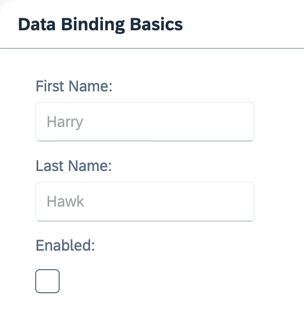 Data Binding Basics
First Name:
Harry
Last Name:
Hawk
Enabled: